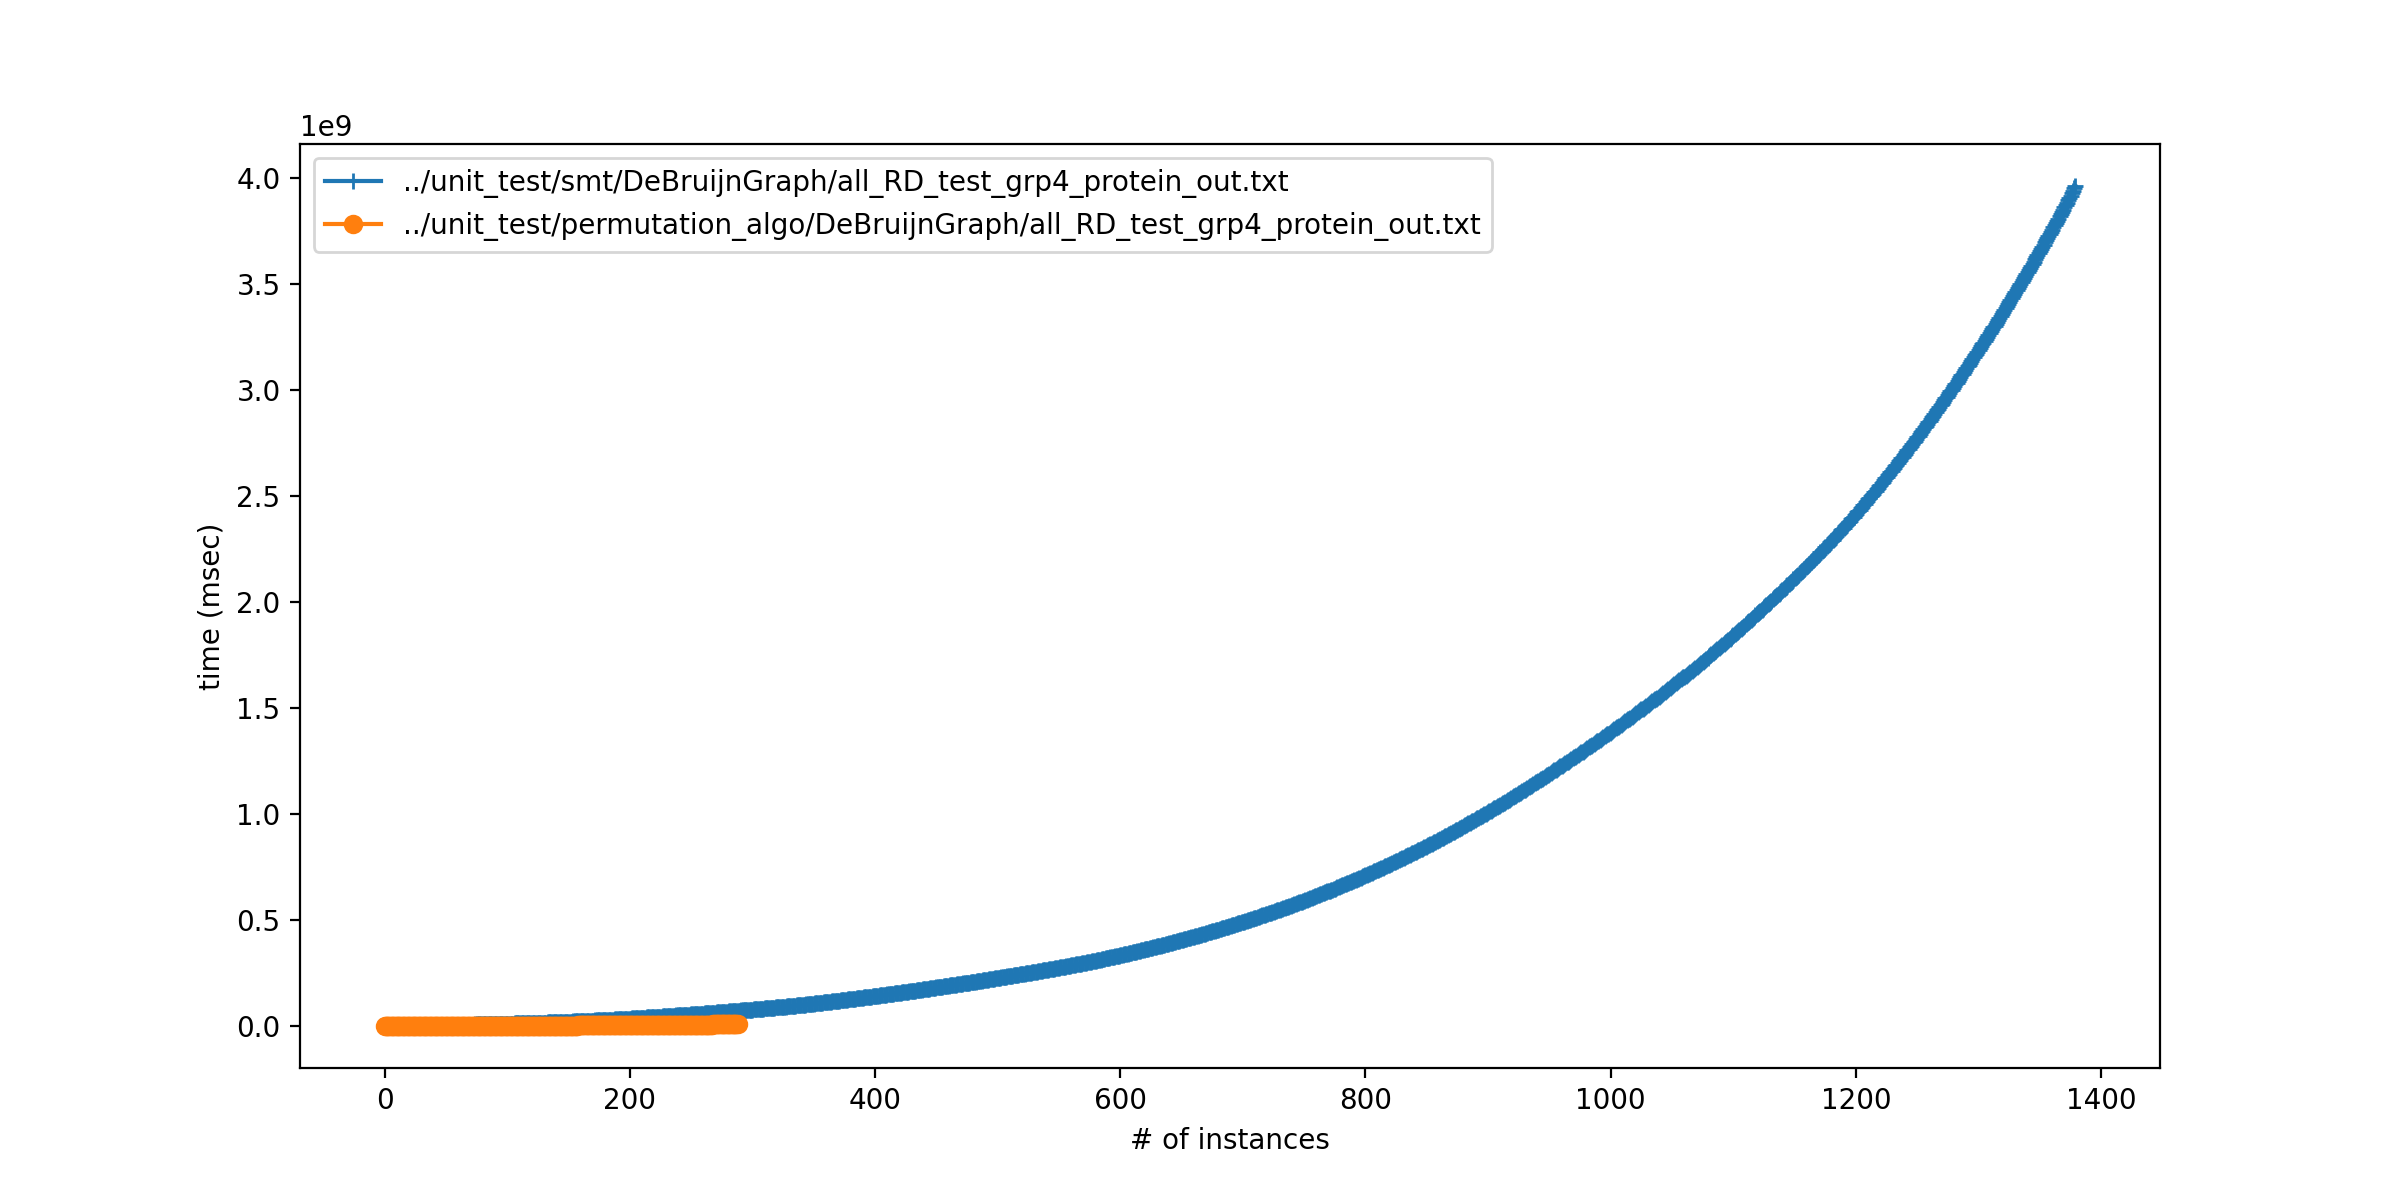 1e9
../unit_test/smt/DeBruijnGraph/all_RD_test_grp4_protein_out.txt
../unit_test/permutation_algo/DeBruijnGraph/all_RD_test_grp4_protein_out.txt
4.0
3.5
3.0
2.5
2.0
1.5
1.0
0.5
0.0
time (msec)
0 200 400 600 800 1000 1200 1400
# of instances